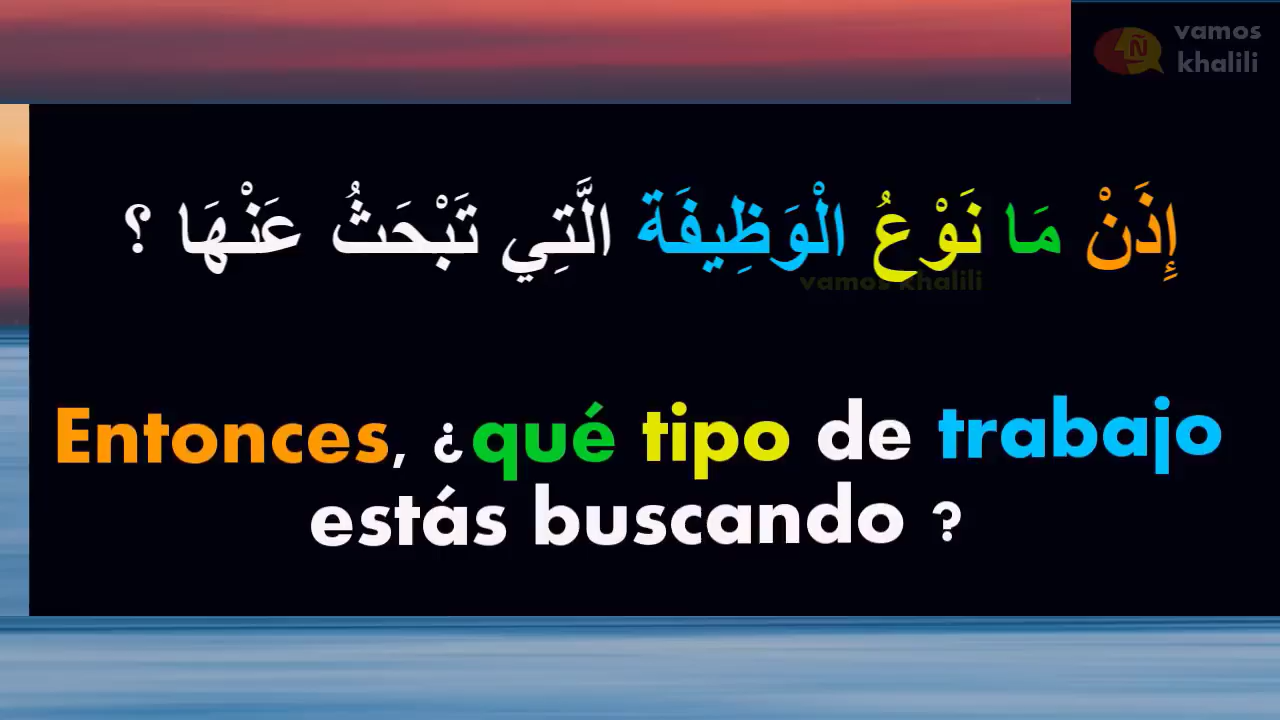 vamos
khalili
إِذَنْ مَا نَوْعُ الْوَظِيفَة الَّتِي تَبْحَثُ عَنْهَا ؟
vamos khalili
Entonces, ¿qué tipo de trabajo
estás buscando ?